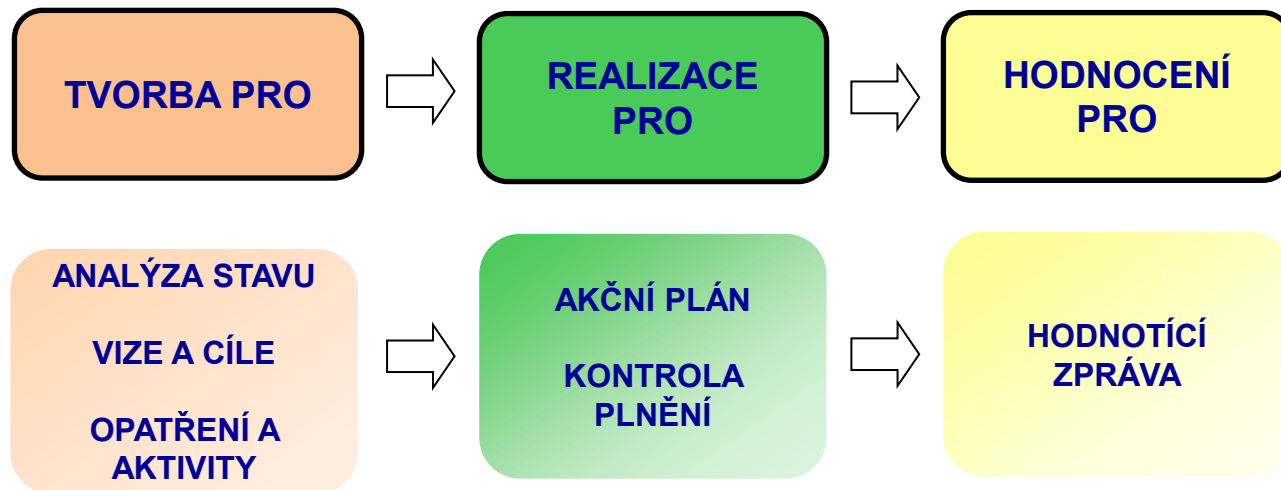 TVORBA PRO
REALIZACE
PRO
HODNOCENÍ
PRO
ANALÝZA STAVU
VIZE A CÍLE
OPATŘENÍ A
AKTIVITY
AKČNÍ PLÁN
KONTROLA
PLNĚNÍ
HODNOTÍCÍ
ZPRÁVA